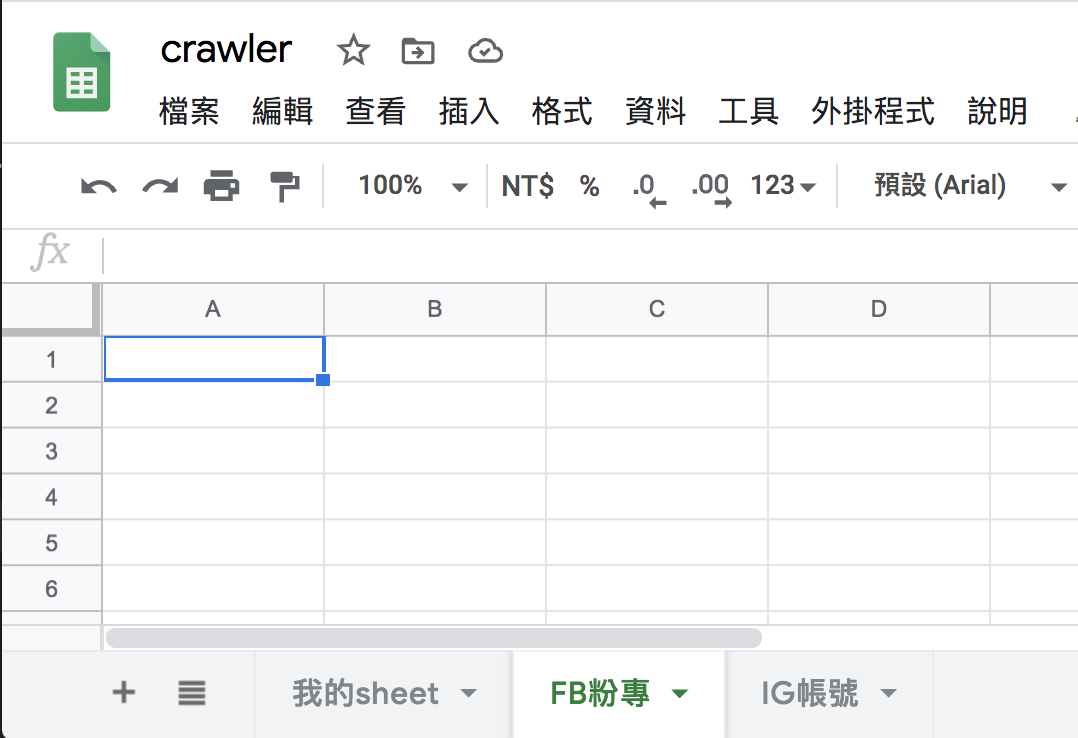 crawler
檔案 編輯 查看 插入 格式 資料 工具 外掛程式 說明
100% NT$ % .0 .00 123 預設 (Arial)
fx
A B C D
1
2
3
4
5
6
+ 我的sheet FB粉專 IG帳號